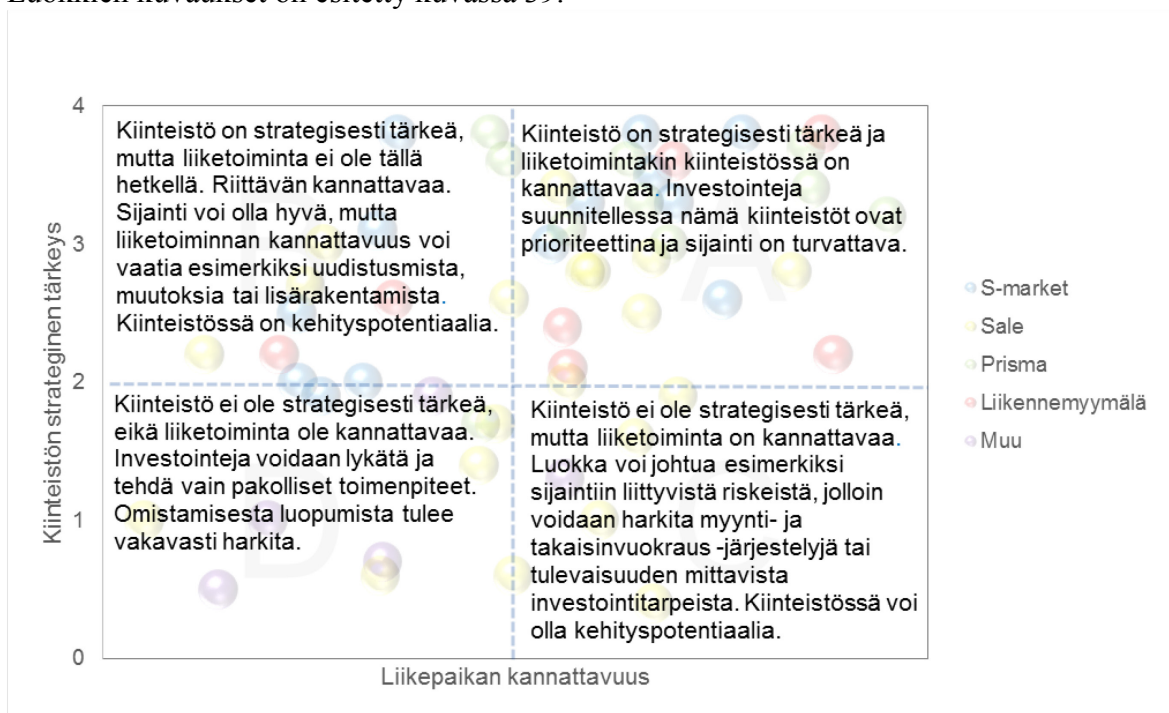 Luokkien kuvaukset on esitetty kuvassa 39.
4
Kiinteistö on strategisesti tärkeä,
mutta liiketoiminta ei ole tällä
hetkellä. Riittävän kannattavaa.
Sijainti voi olla hyvä, mutta
liiketoiminnan kannattavuus voi
vaatia esimerkiksi uudistusmista,
muutoksia tai lisärakentamista.
Kiinteistössä on kehityspotentiaalia.
Kiinteistö on strategisesti tärkeä ja
liiketoimintakin kiinteistössä on
kannattavaa. Investointeja
suunnitellessa nämä kiinteistöt ovat
prioriteettina ja sijainti on turvattava.
A
3
2
Kiinteistö ei ole strategisesti tärkeä,
eikä liiketoiminta ole kannattavaa.
Investointeja voidaan lykätä ja
tehdä vain pakolliset toimenpiteet.
Omistamisesta luopumista tulee
vakavasti harkita.
D
Kiinteistö ei ole strategisesti tärkeä,
mutta liiketoiminta on kannattavaa.
Luokka voi johtua esimerkiksi
sijaintiin liittyvistä riskeistä, jolloin
voidaan harkita myynti- ja
takaisinvuokraus -järjestelyjä tai
tulevaisuuden mittavista
investointitarpeista. Kiinteistössä voi
olla kehityspotentiaalia.
C
1
0
Kiinteistön strateginen tärkeys
Liikepaikan kannattavuus
S-market
Sale
Prisma
Liikennemyymälä
Muu